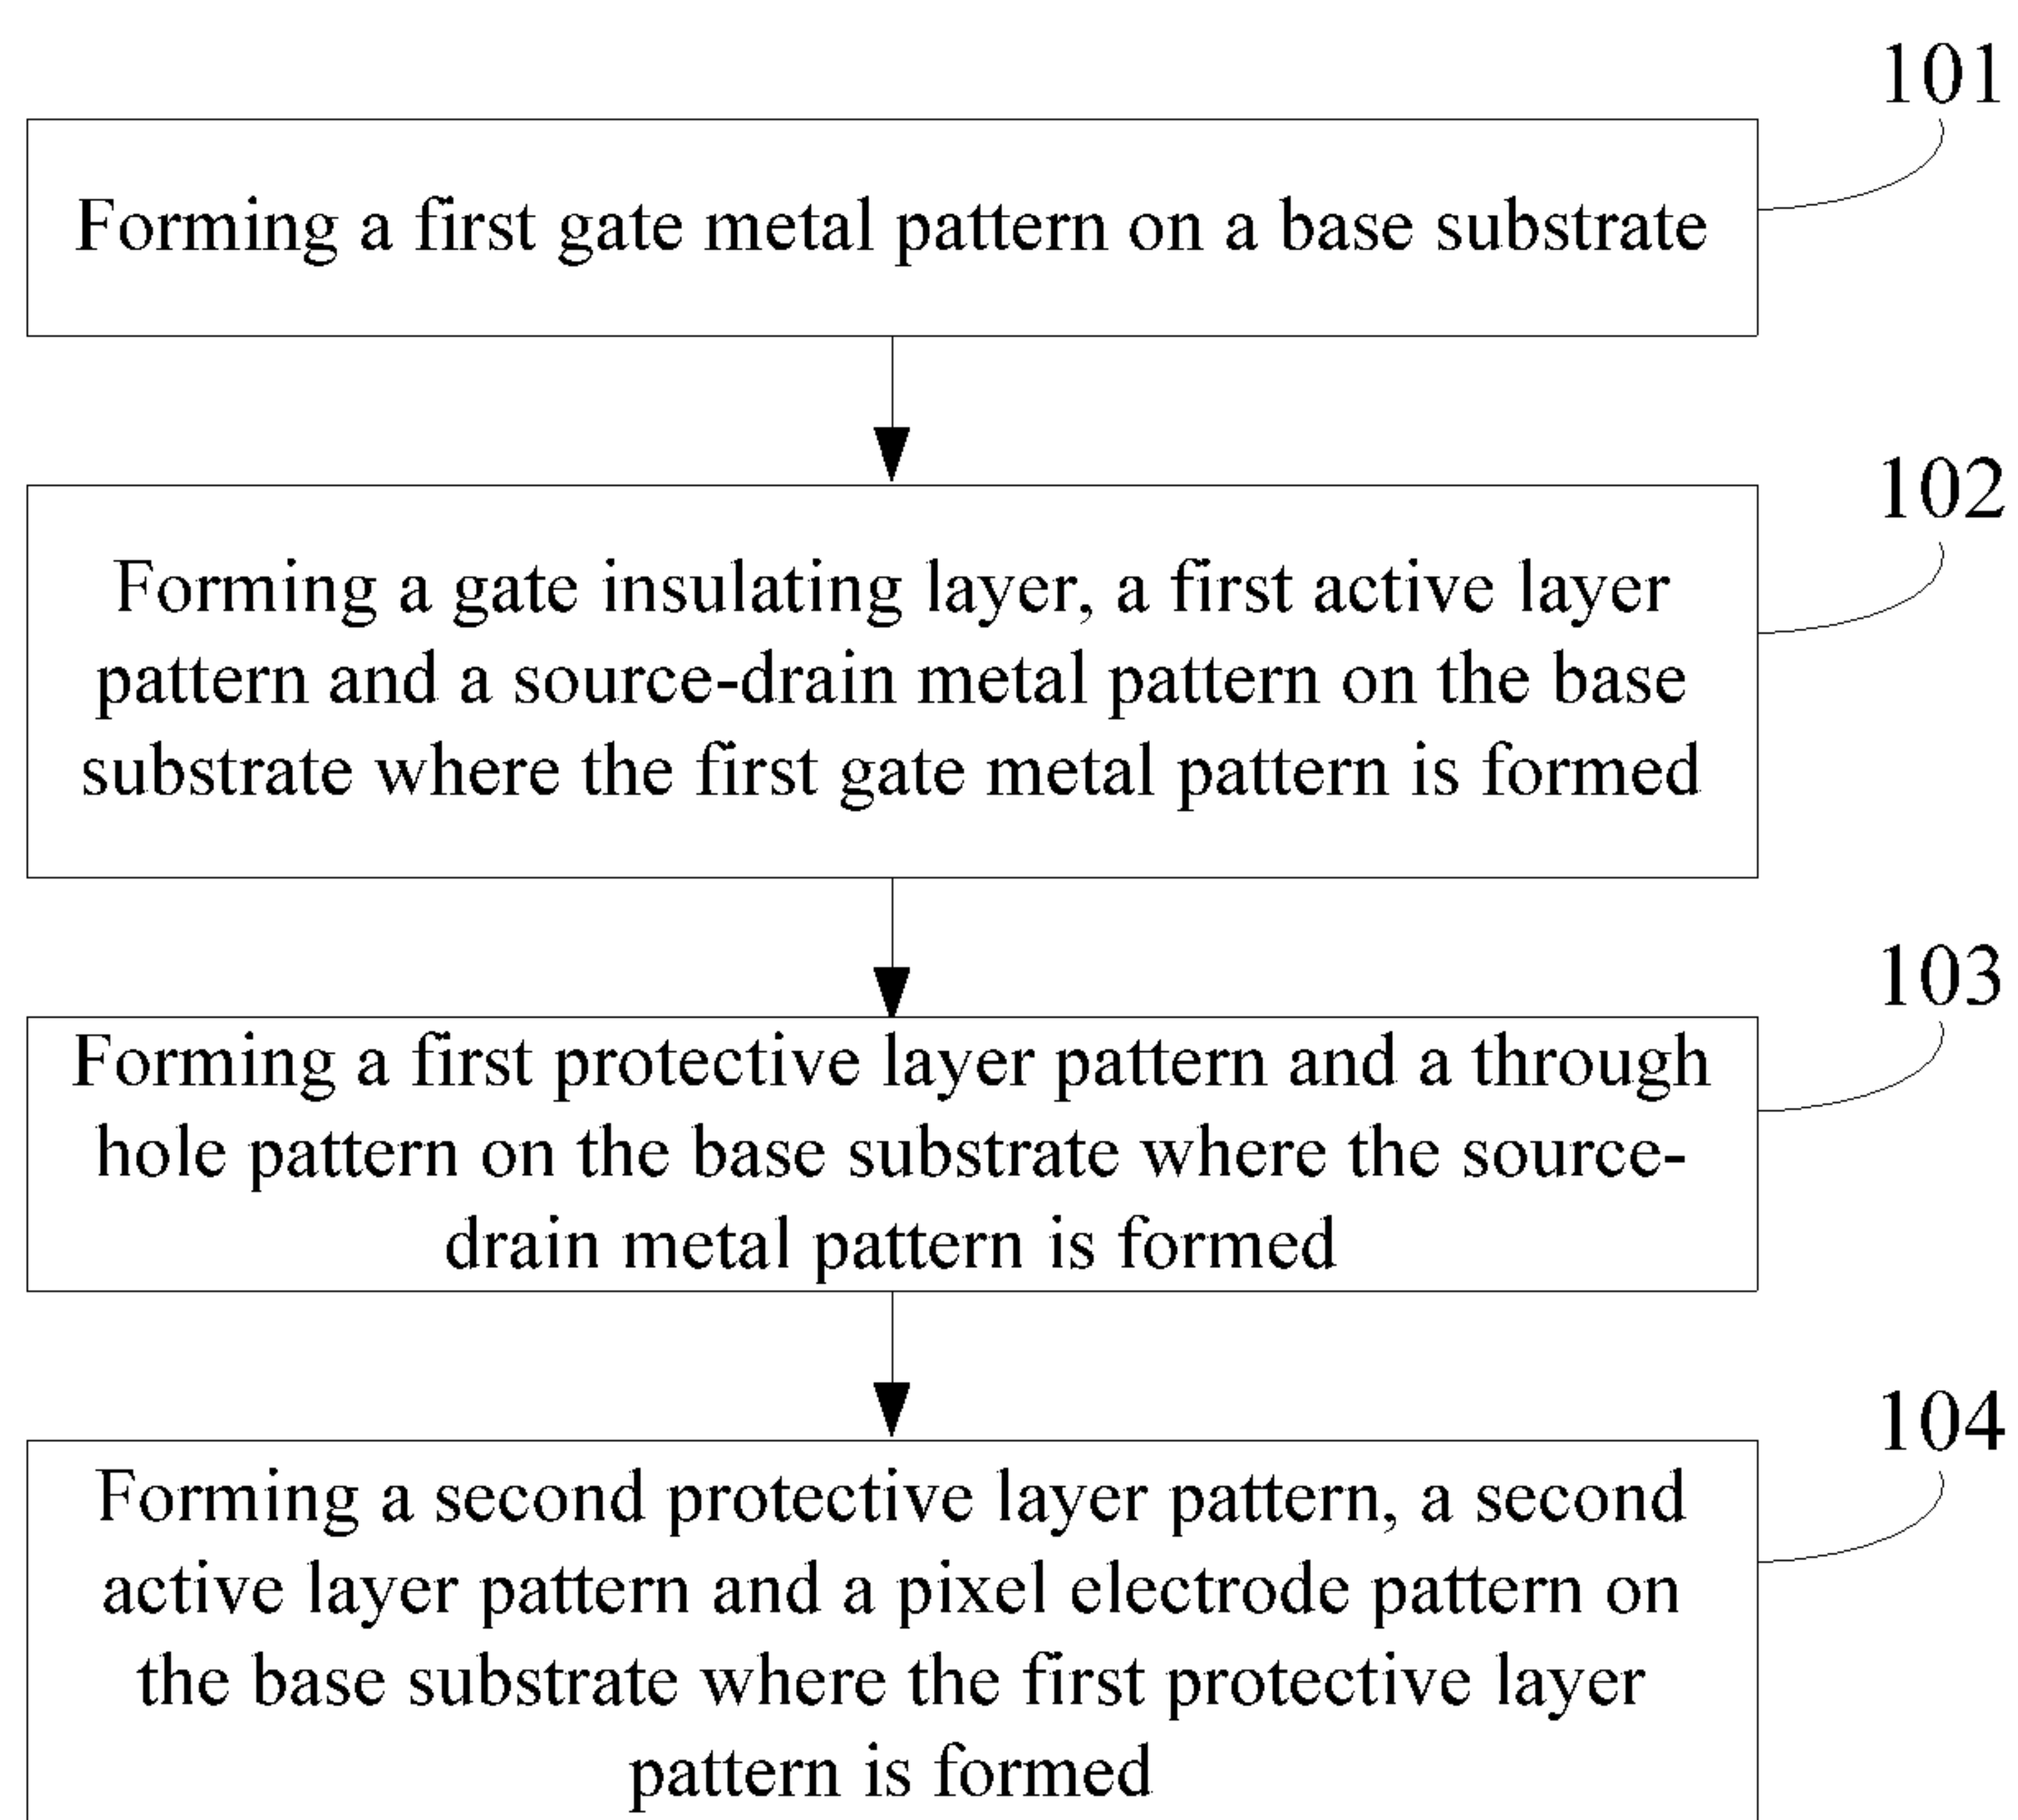 101
Forming a first gate metal pattern on a base substrate
102
Forming a gate insulating layer, a first active layer
pattern and a source-drain metal pattern on the base
substrate where the first gate metal pattern is formed
103
Forming a first protective layer pattern and a through
hole pattern on the base substrate where the source-
drain metal pattern is formed
104
Forming a second protective layer pattern, a second
active layer pattern and a pixel electrode pattern on
the base substrate where the first protective layer
pattern is formed